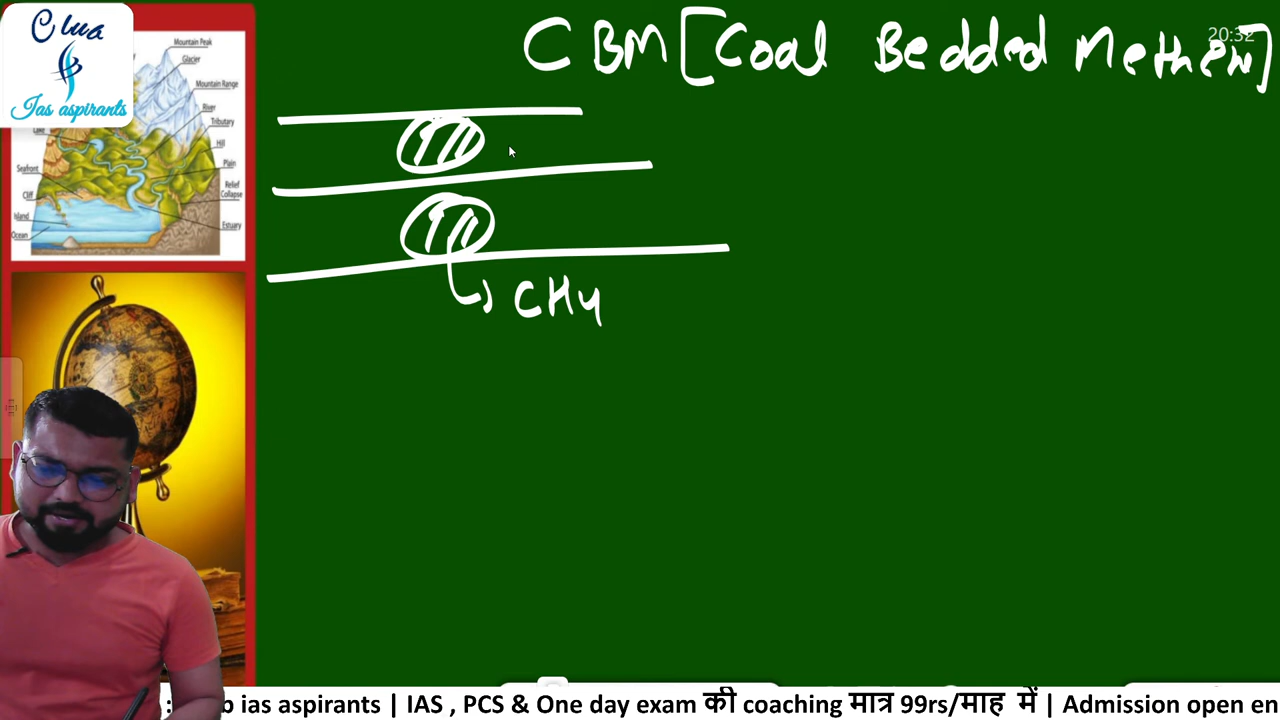 Clua
Ias aspirants
CBM [Coal Bedded Methen]
20:32
Mountain Peak
Glacier
Mountain Range
River
Lake
Tributary
Hill
Seafront
Plain
Cliff
Relief
Collapse
Island
Estuary
Ocean
CH4
: b ias aspirants | IAS , PCS & One day exam की coaching मात्र 99rs/माह में | Admission open en